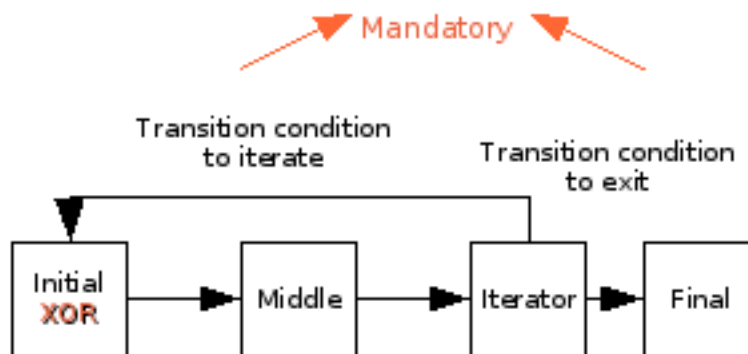 Mandatory
Transition condition
to iterate
Transition condition
to exit
Initial
XOR
Middle
Iterator
Final